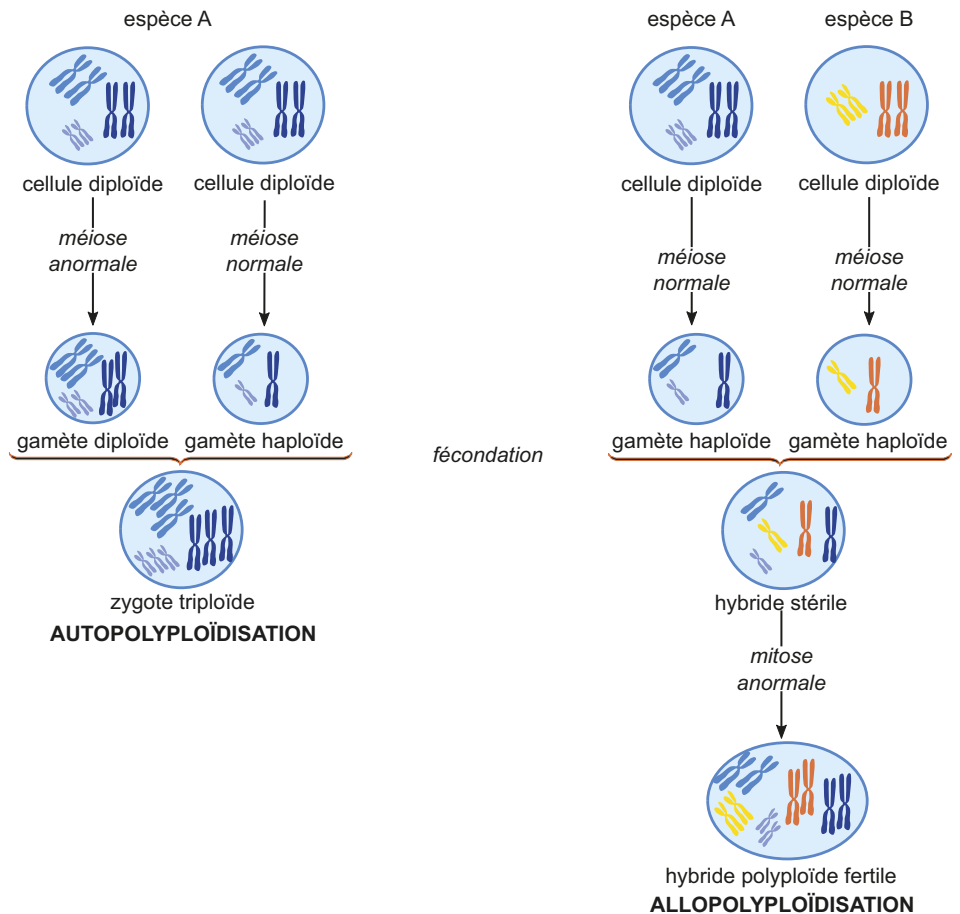 espèce A
cellule diploïde
cellule diploïde
méiose
anormale
méiose
normale
gamète diploïde
gamète haploïde
zygote triploïde
AUTOPOLYPLOÏDISATION
fécondation
espèce A
espèce B
cellule diploïde
cellule diploïde
méiose
normale
méiose
normale
gamète haploïde
gamète haploïde
hybride stérile
mitose
anormale
hybride polyploïde fertile
ALLOPOLYPLOÏDISATION